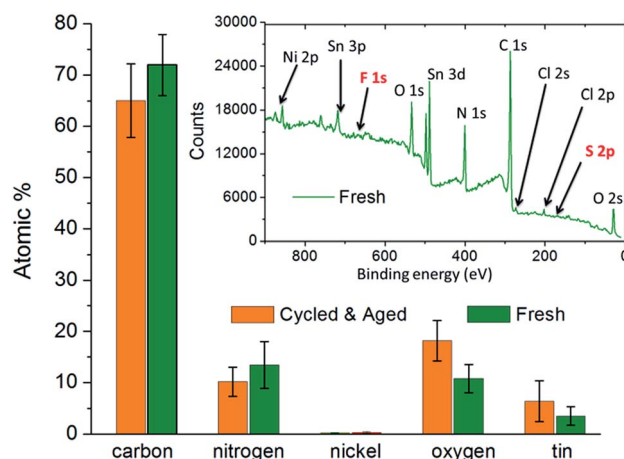 80
70
60
50
40
30
20
10
0
Atomic %
30000
24000
18000
12000
6000
0
Counts
Ni 2p
Sn 3p
F 1s
O 1s
Sn 3d
N 1s
C 1s
Cl 2s
Cl 2p
S 2p
O 2s
Fresh
800 600 400 200 0
Binding energy (eV)
Cycled & Aged Fresh
carbon nitrogen nickel oxygen tin